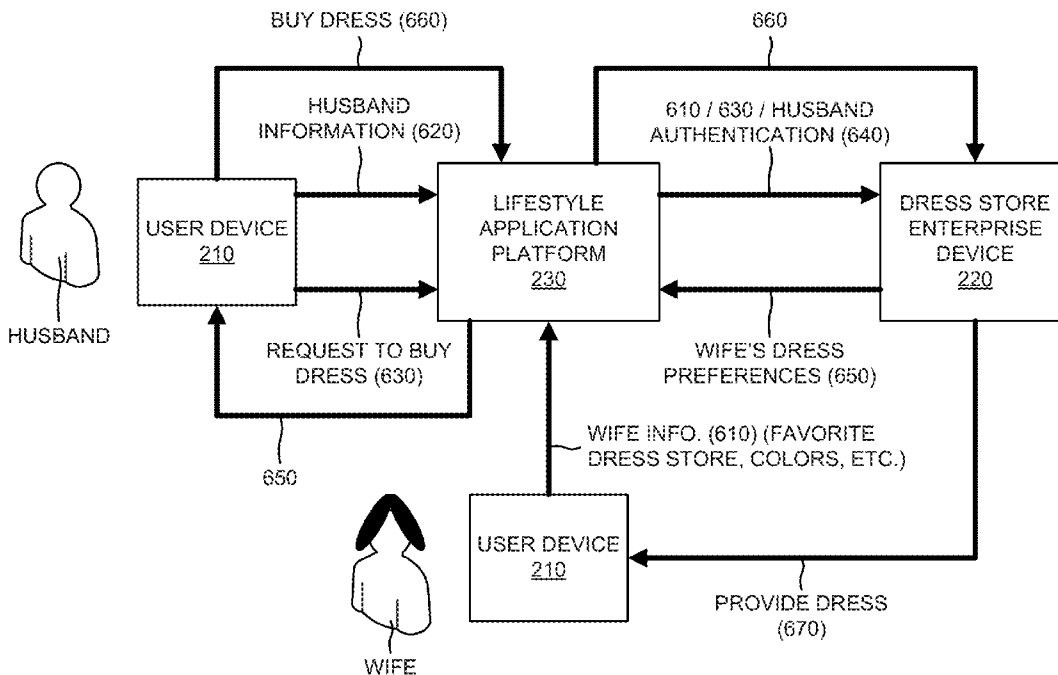 BUY DRESS (660)
660
HUSBAND
INFORMATION (620)
610 / 630 / HUSBAND
AUTHENTICATION (640)
USER DEVICE
210
LIFESTYLE
APPLICATION
PLATFORM
230
DRESS STORE
ENTERPRISE
DEVICE
220
HUSBAND
REQUEST TO BUY
DRESS (630)
WIFE'S DRESS
PREFERENCES (650)
650
WIFE INFO. (610) (FAVORITE
DRESS STORE, COLORS, ETC.)
USER DEVICE
210
PROVIDE DRESS
(670)
WIFE